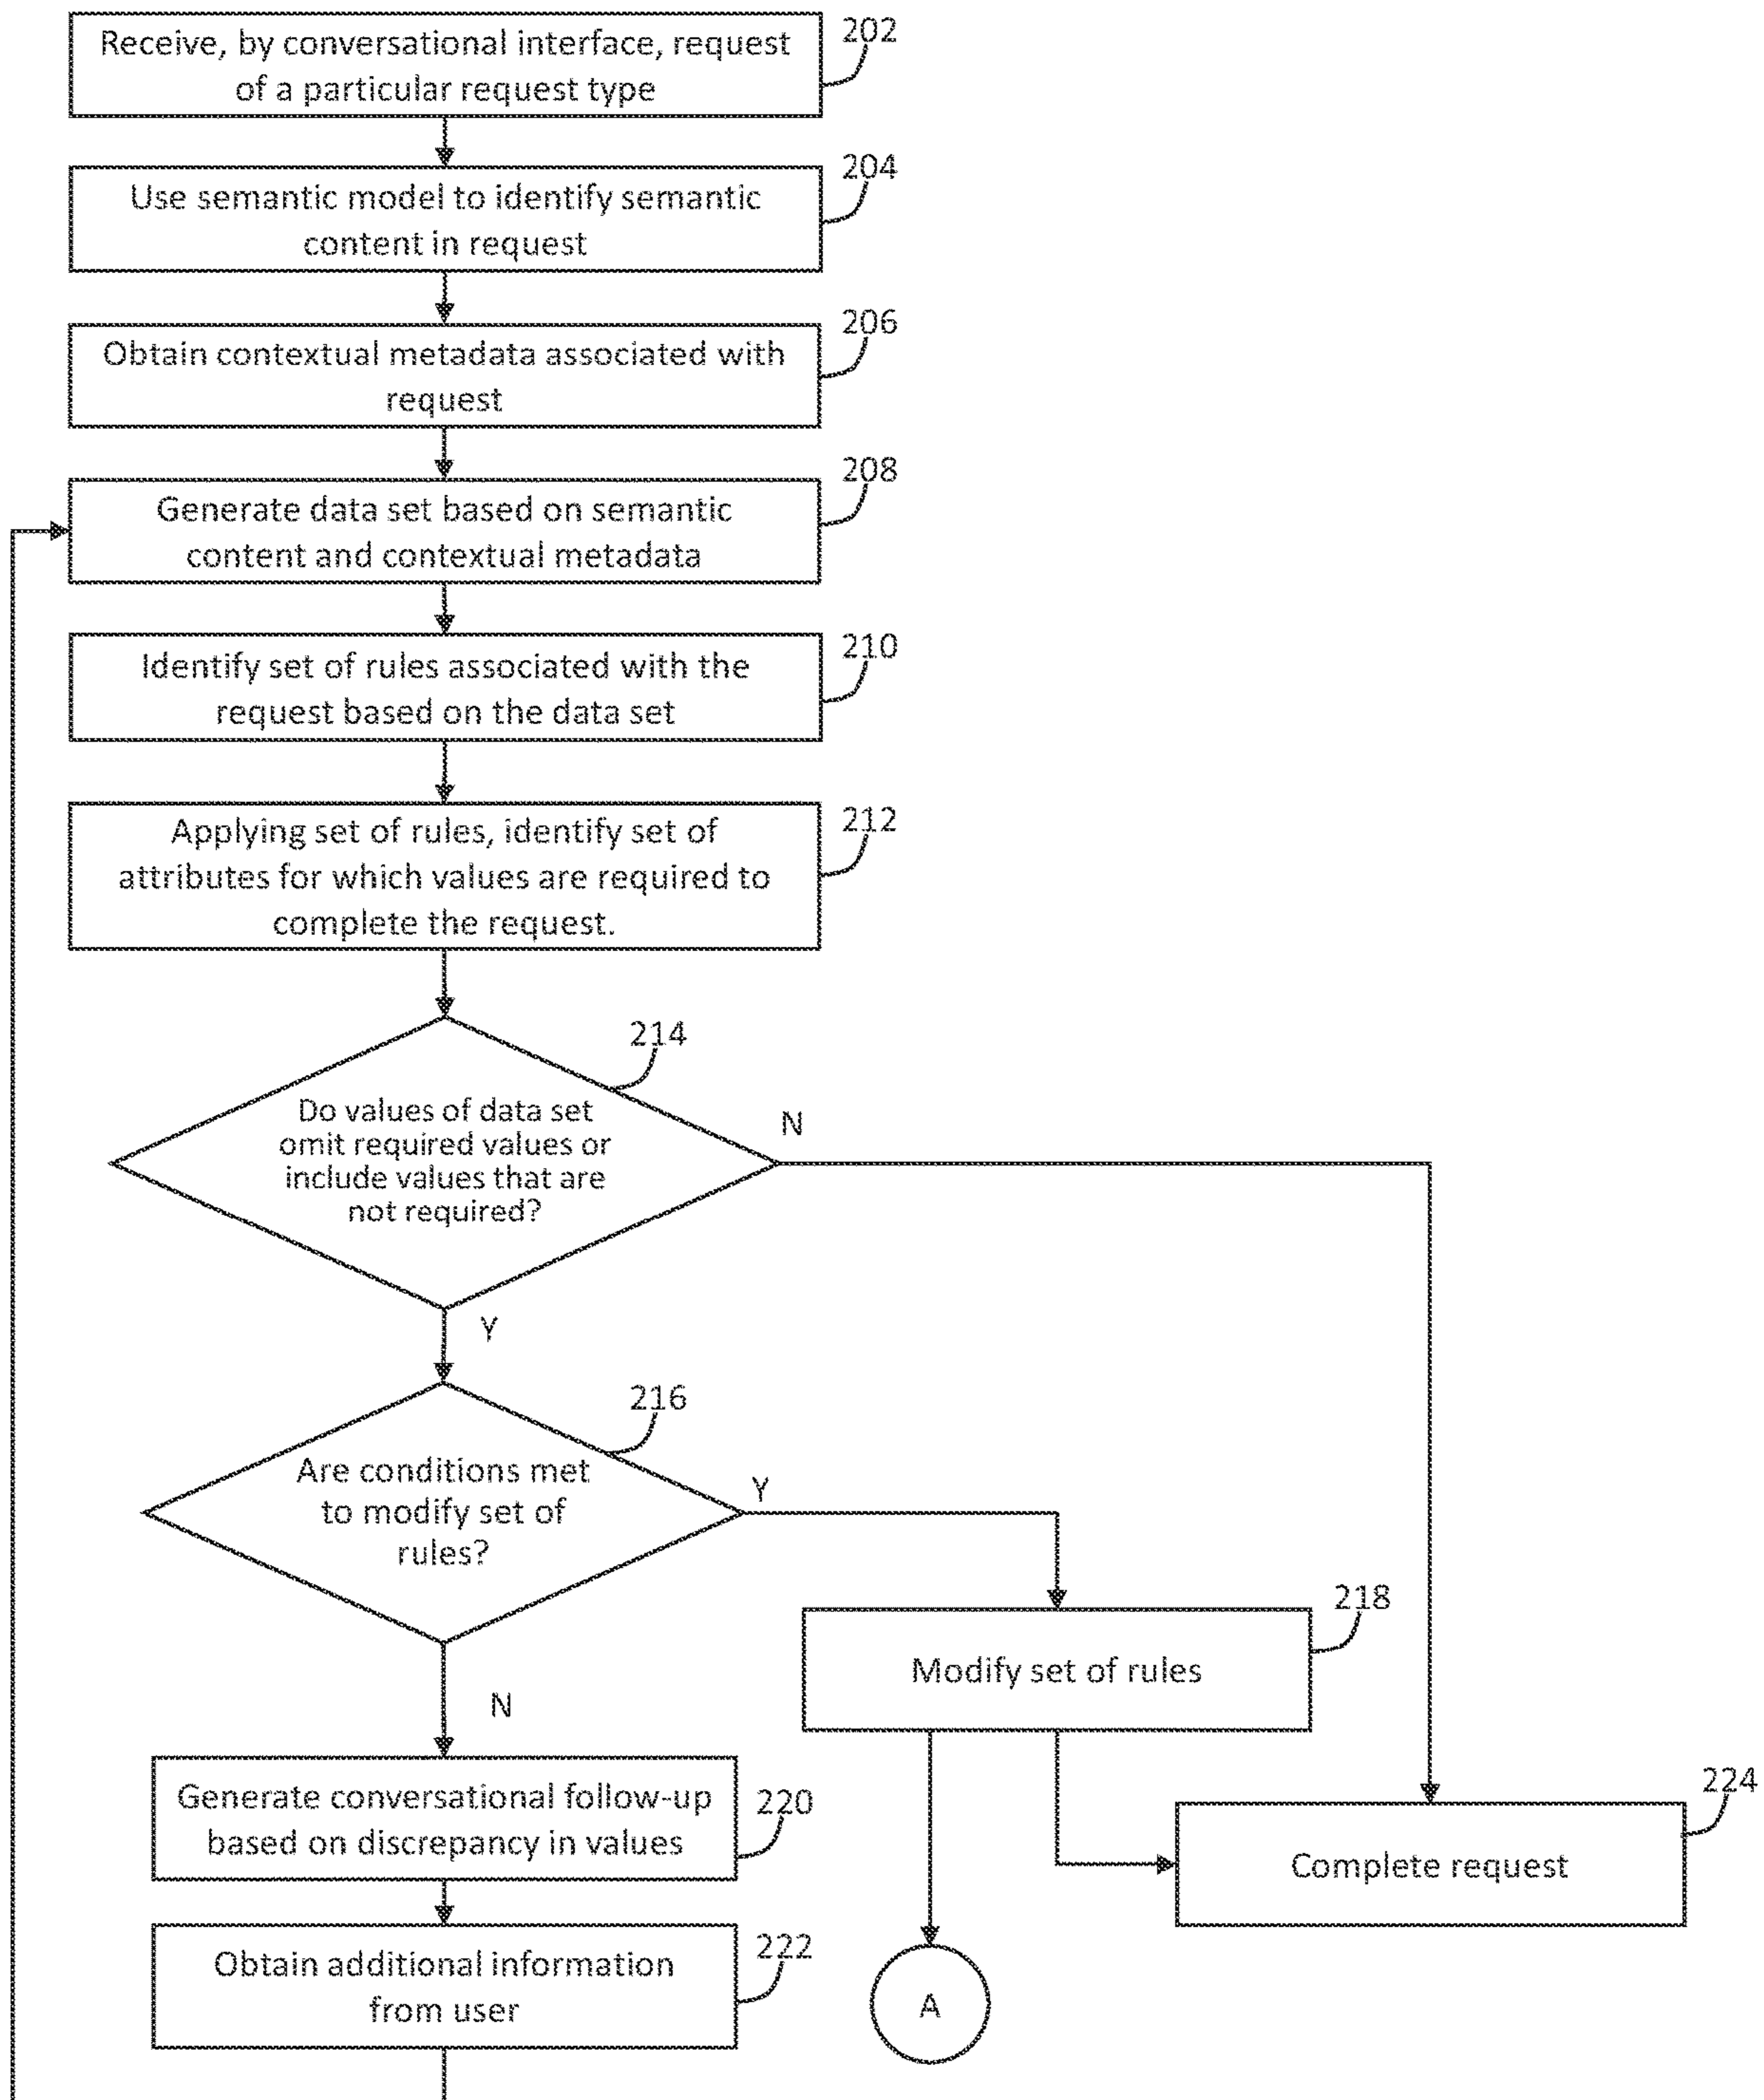 Receive, by conversational interface, request
of a particular request type
202
Use semantic model to identify semantic
content in request
204
Obtain contextual metadata associated with
request
206
Generate data set based on semantic
content and contextual metadada
208
Identify set of rules associated with the
request based on the data set
210
Applying set of rules, identify set of
attributes for which values are required to
complete the request.
212
214
Do values of data set
omit required values or
include values that are
not required?
N
Y
216
Are conditions met
to modify set of
rules?
Y
N
218
Modify set of rules
Generate conversational follow-up
based on discrepancy in values
220
224
Complete request
Obtain additional information
from user
222
A